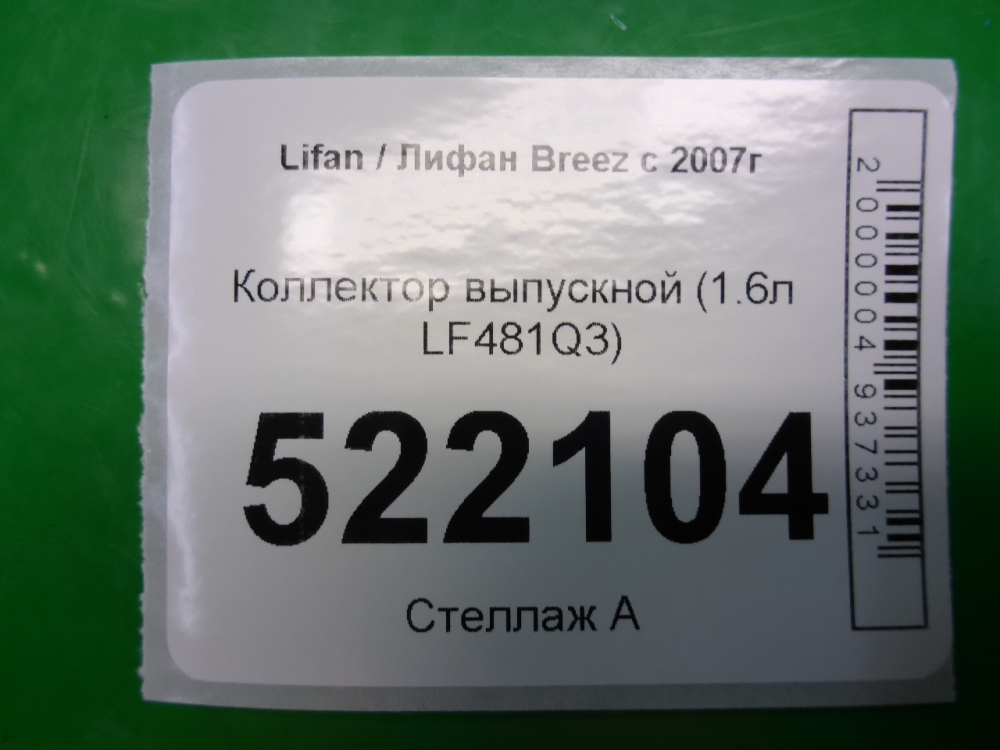 Lifan / Лифан Breez с 2007г
Коллектор выпускной (1.6л
LF481Q3)
522104
Стеллаж А
2000004937331